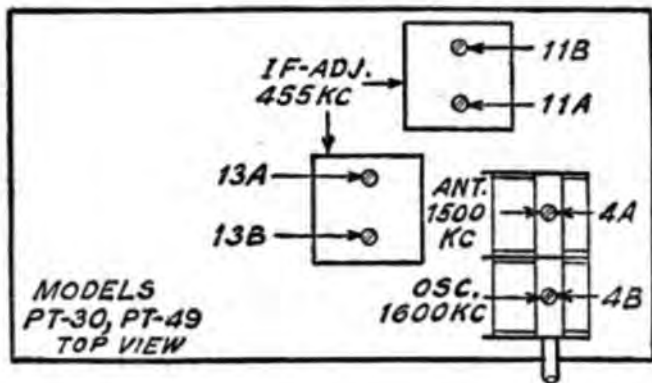 IF-ADJ.
455KC
11B
11A
13A
13B
ANT.
1500
KC
4A
OSC.
1600KC
4B
MODELS
PT-30, PT-49
TOP VIEW